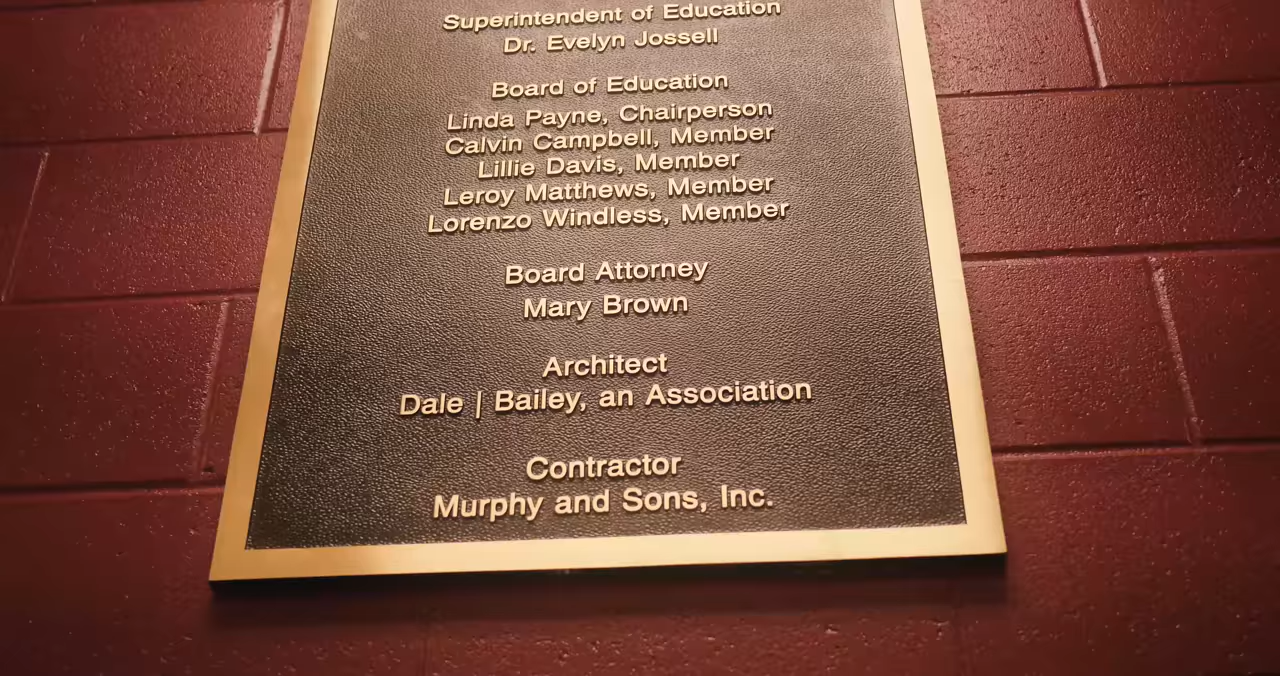 Superintendent of Education
Dr. Evelyn Jossell
Board of Education
Linda Payne, Chairperson
Calvin Campbell, Member
Lillie Davis, Member
Leroy Matthews, Member
Lorenzo Windless, Member
Board Attorney
Mary Brown
Architect
Dale | Bailey, an Association
Contractor
Murphy and Sons, Inc.